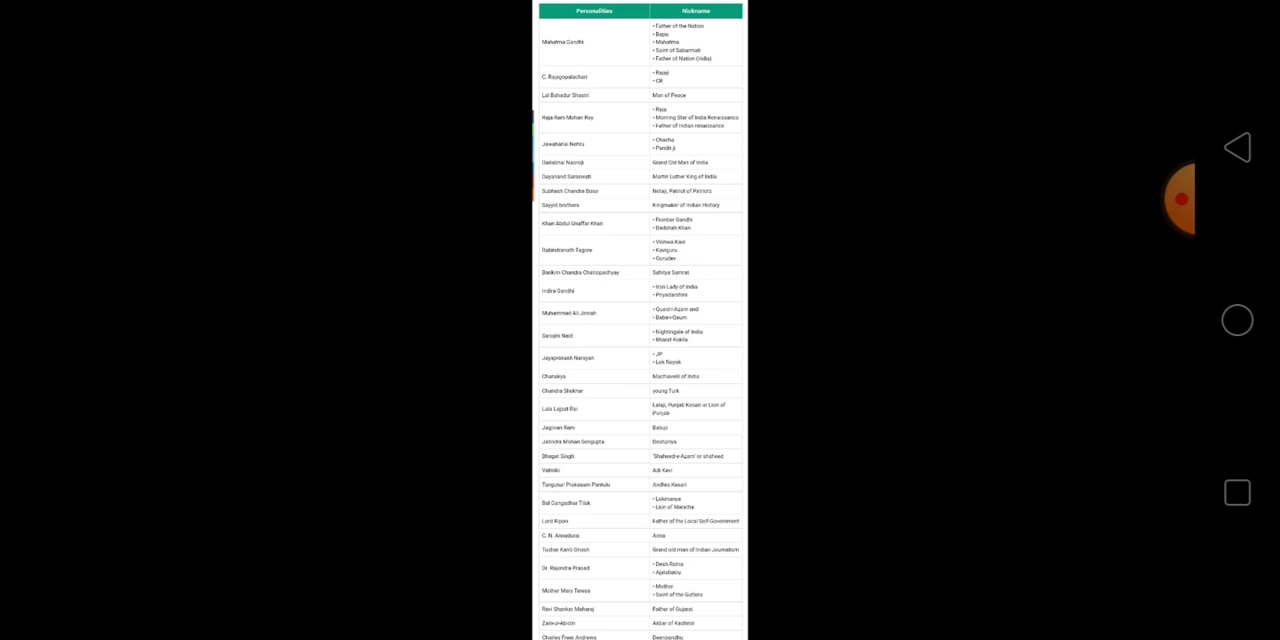 Personalities Nickname
Mahatma Gandhi
• Father of the Nation
• Bapu
• Mahatma
• Saint of Sabarmati
• Father of Nation (India)
C. Rajagopalachari
• Rajaji
• CR
Lal Bahadur Shastri Man of Peace
Raja Ram Mohan Roy
• Raja
• Morning Star of India Renaissance
• Father of Indian renaissance
Jawaharlal Nehru
• Chacha
• Pandit ji
Dadabhai Naoroji Grand Old Man of India
Dayanand Saraswati Martin Luther King of India
Subhash Chandra Bose Netaji, Patriot of Patriots
Sayyid brothers Kingmaker of Indian History
Khan Abdul Ghaffar Khan
• Frontier Gandhi
• Badshah Khan
Rabindranath Tagore
• Vishwa Kavi
• Kaviguru
• Gurudev
Bankim Chandra Chattopadhyay Sahitya Samrat
Indira Gandhi
• Iron Lady of India
• Priyadarshini
Muhammad Ali Jinnah
• Quaid-i-Azam and
• Baba-i-Qaum
Sarojini Naid
• Nightingale of India
• Bharat Kokila
Jayaprakash Narayan
• JP
• Lok Nayak
Chanakya Machiavelli of India
Chandra Shekhar young Turk
Lala Lajpat Rai Lalaji, Punjab Kesari or Lion of
Punjab
Jagjivan Ram Babuji
Jatindra Mohan Sengupta Deshpriya
Bhagat Singh 'Shaheed-e-Azam' or shaheed
Valmiki Adi Kavi
Tanguturi Prakasam Pantulu Andhra Kesari
Bal Gangadhar Tilak
• Lokmanya
• Lion of Maratha
Lord Ripon Father of the Local Self-Government
C. N. Annadurai Anna
Tushar Kanti Ghosh Grand old man of Indian Journalism
Dr. Rajendra Prasad
• Desh Ratna
• Ajatshatru
Mother Mary Teresa
• Mother
• Saint of the Gutters
Ravi Shankar Maharaj Father of Gujarat
Zain-ul-Abidin Akbar of Kashmir
Charles Freer Andrews Deenbandhu